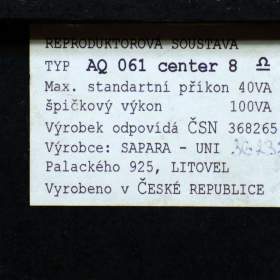 REPRODUKTOROVÁ SOUSTAVA
TYP AQ 061 center 8 Ω
Max. standartní příkon 40VA
špičkový výkon 100VA
Výrobek odpovídá ČSN 368265
Výrobce: SAPARA - UNI
Palackého 925, LITOVEL
Vyrobeno v ČESKÉ REPUBLICE